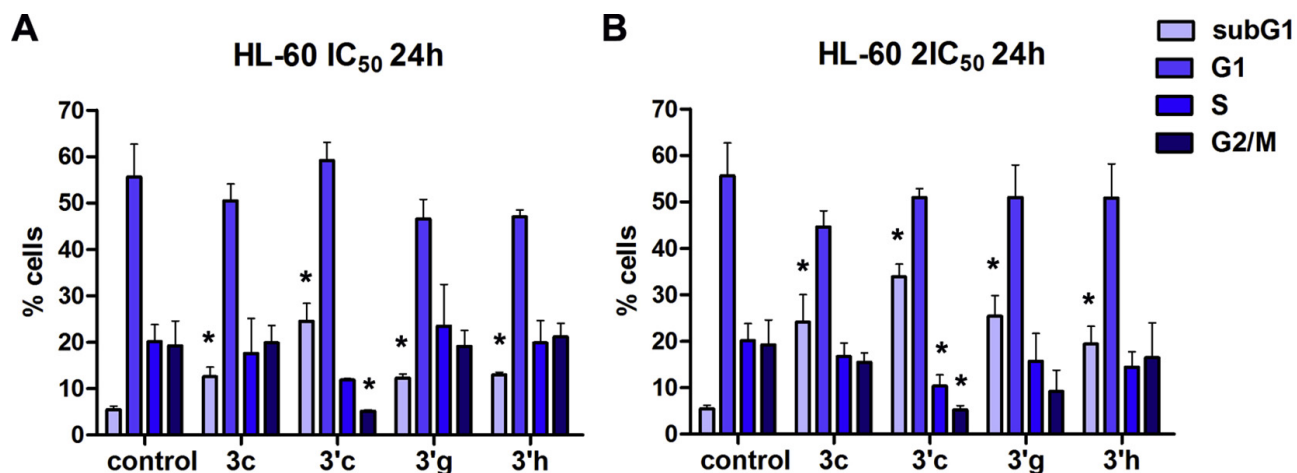 A
HL-60 IC₅₀ 24h
% cells
70
60
50
40
30
20
10
0
*
*
*
*
*
control 3c 3'c 3'g 3'h
B
HL-60 2IC₅₀ 24h
% cells
70
60
50
40
30
20
10
0
*
*
*
*
*
*
control 3c 3'c 3'g 3'h
subG1
G1
S
G2/M